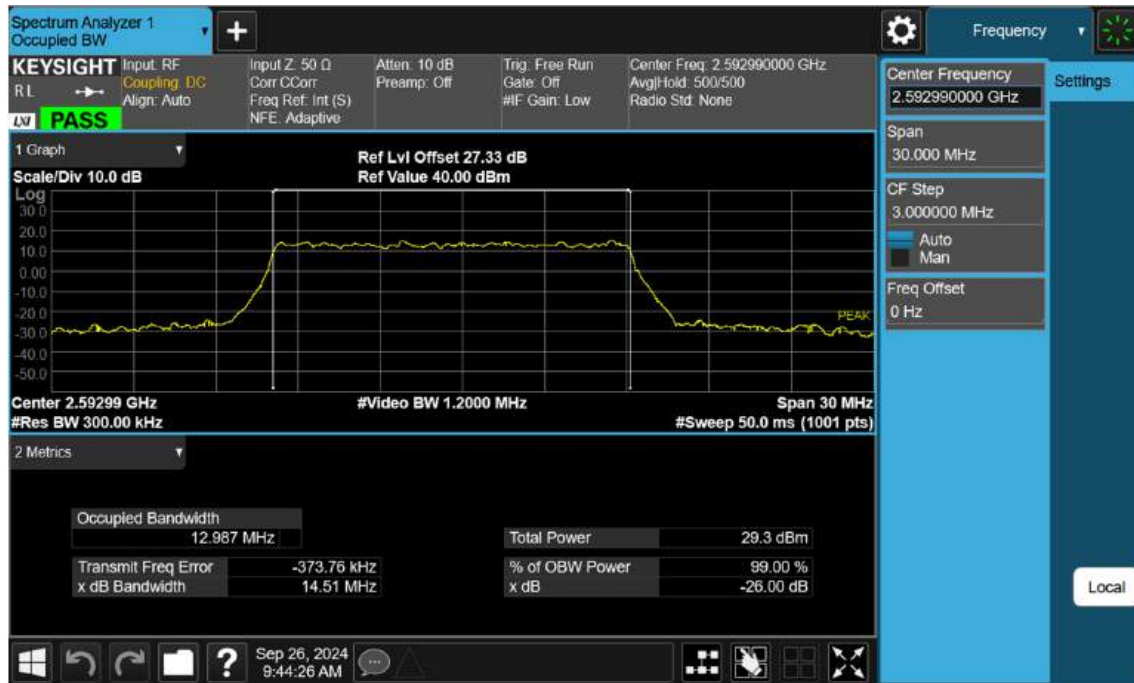 Spectrum Analyzer 1
Occupied BW
Frequency
KEYSIGHT
RL
LXI
PASS
Input: RF
Coupling: DC
Align: Auto
Input Z: 50 Ω
Corr CCorr
Freq Ref: Int (S)
NFE: Adaptive
Atten: 10 dB
Preamp: Off
Trig: Free Run
Gate: Off
#IF Gain: Low
Center Freq: 2.592990000 GHz
Avg|Hold: 500/500
Radio Std: None
Center Frequency
2.592990000 GHz
Settings
Span
30.000 MHz
CF Step
3.000000 MHz
Auto
Man
Freq Offset
0 Hz
1 Graph
Scale/Div 10.0 dB
Ref Lvl Offset 27.33 dB
Ref Value 40.00 dBm
Log
30.0
20.0
10.0
0.00
-10.0
-20.0
-30.0
-40.0
-50.0
PEAK
Center 2.59299 GHz
#Video BW 1.2000 MHz
Span 30 MHz
#Res BW 300.00 kHz
#Sweep 50.0 ms (1001 pts)
2 Metrics
Occupied Bandwidth
12.987 MHz
Total Power 29.3 dBm
Transmit Freq Error -373.76 kHz
% of OBW Power 99.00 %
x dB Bandwidth 14.51 MHz
x dB -26.00 dB
Local
?
Sep 26, 2024
9:44:26 AM